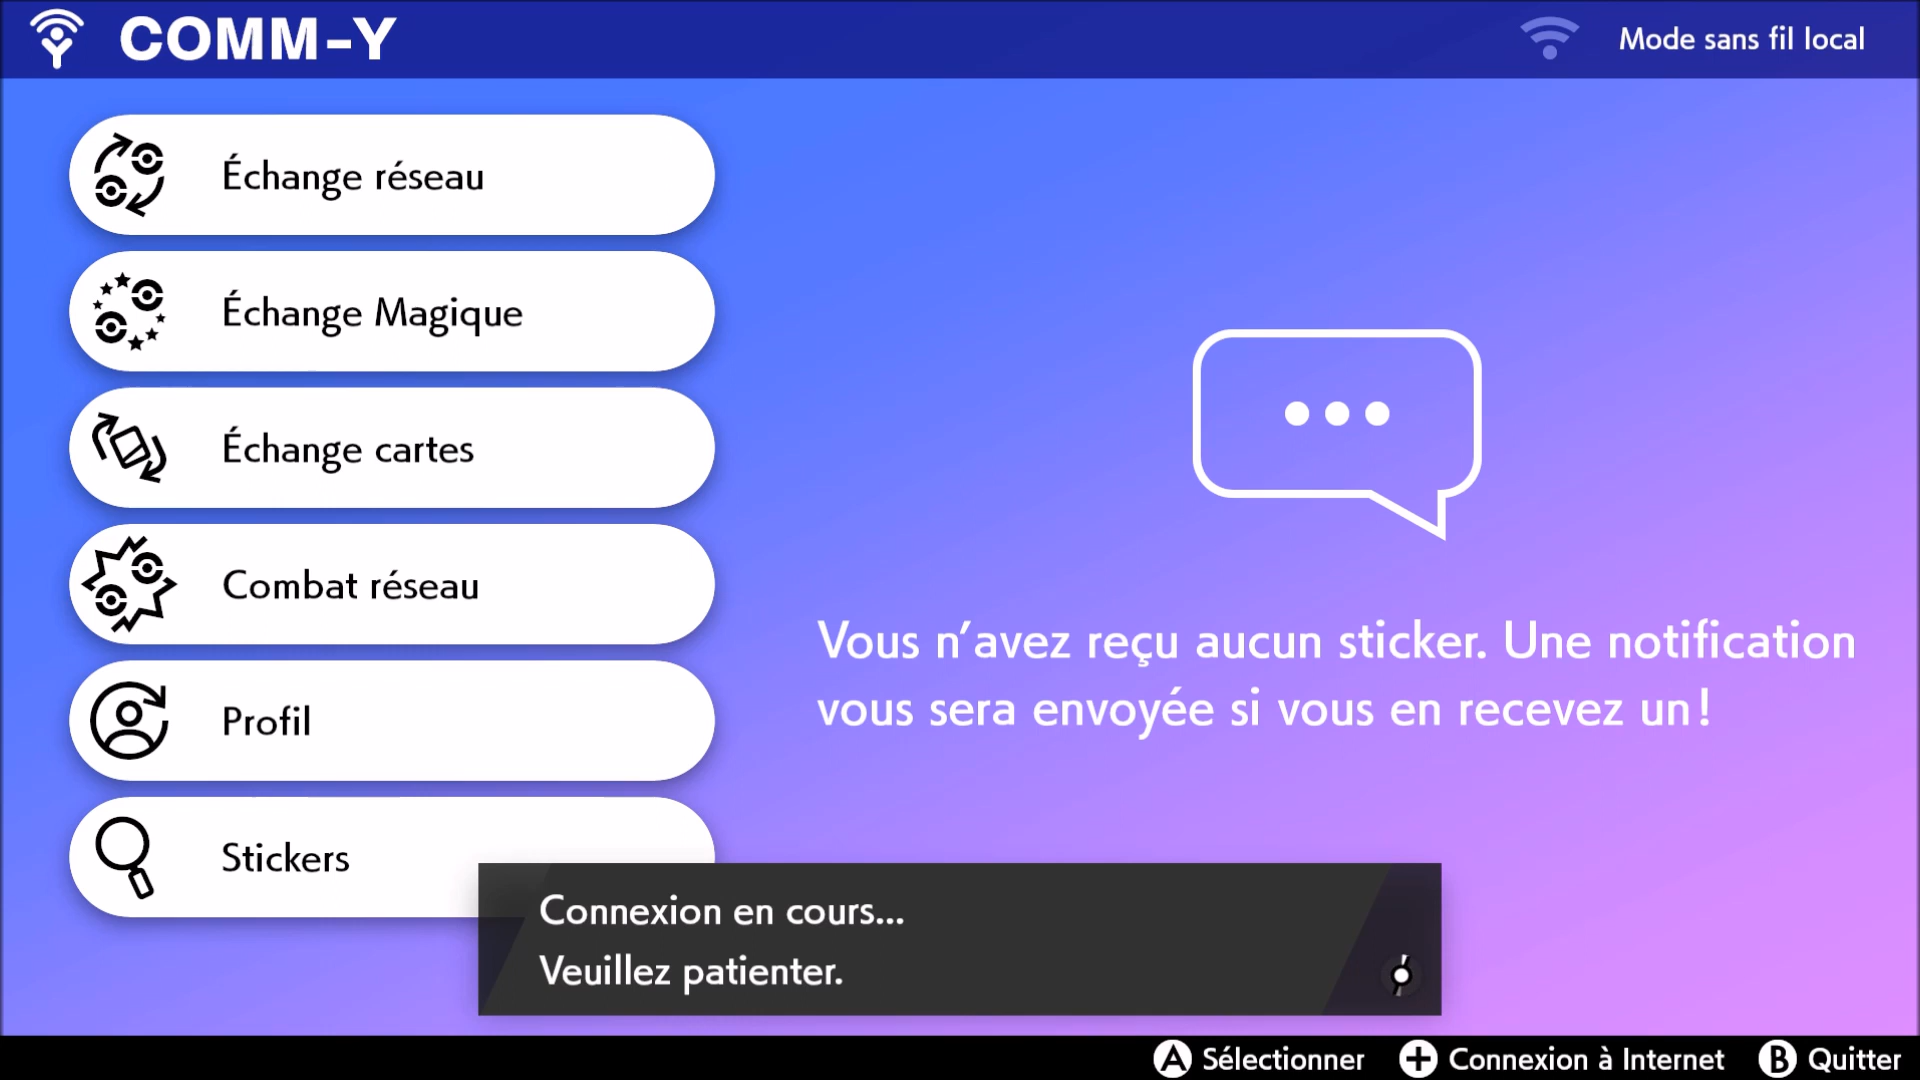 COMM-Y
Mode sans fil local
Échange réseau
Échange Magique
Échange cartes
Combat réseau
Profil
Stickers
Vous n’avez reçu aucun sticker. Une notification
vous sera envoyée si vous en recevez un !
Connexion en cours...
Veuillez patienter.
A Sélectionner + Connexion à Internet B Quitter